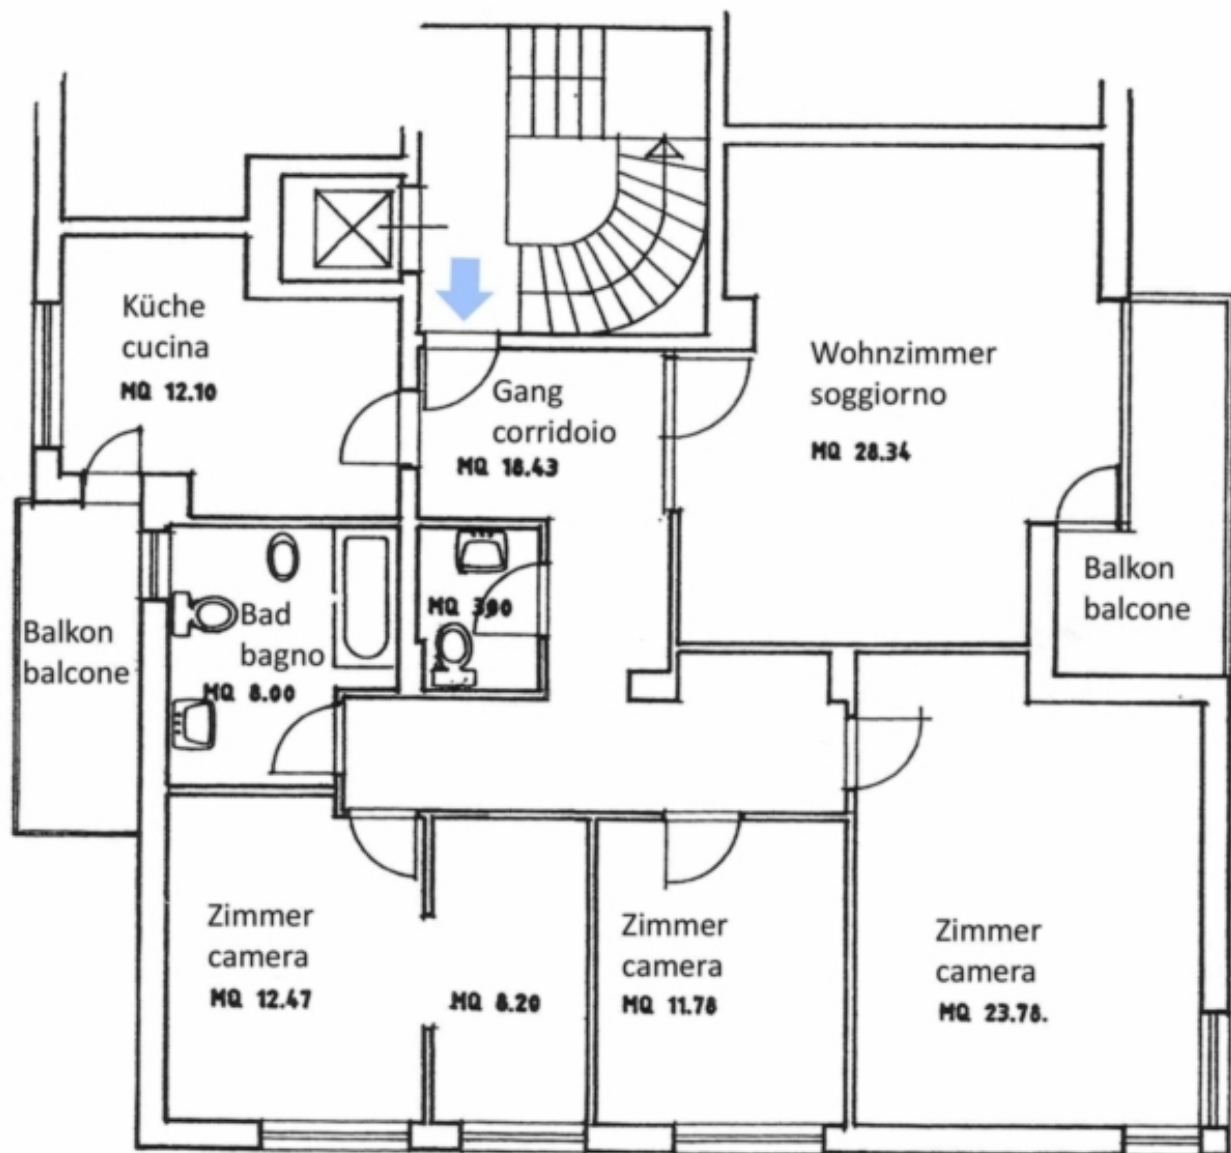 Küche
cucina
MQ 12.10
Gang
corridoio
MQ 18.43
Wohnzimmer
soggiorno
MQ 28.34
Balkon
balcone
MQ
Bad
bagno
MQ 8.00
Balkon
balcone
Zimmer
camera
MQ 12.47
MQ 8.20
Zimmer
camera
MQ 11.78
Zimmer
camera
MQ 23.78.